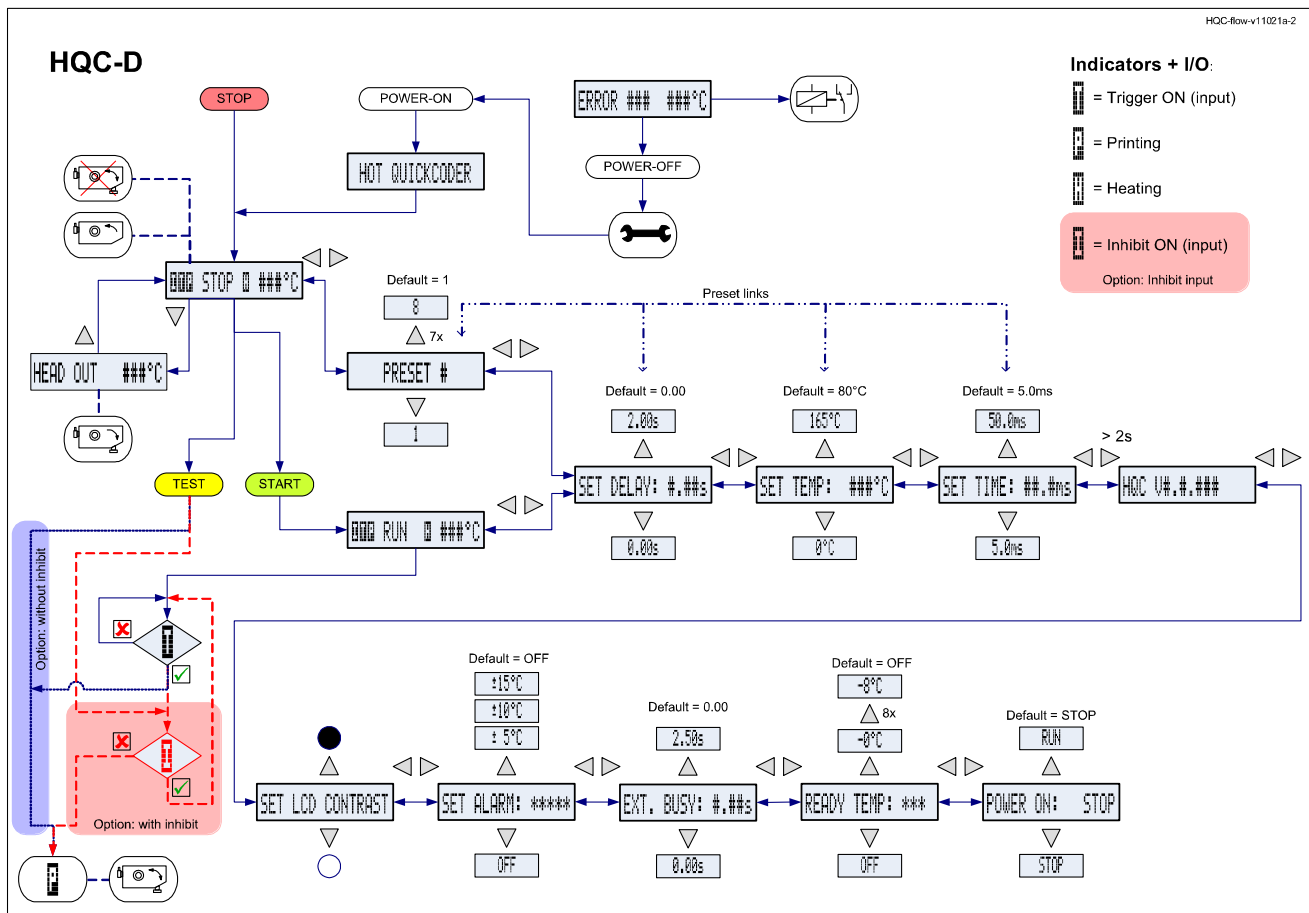 HQC-flow-v11021a-2
HQC-D
Indicators + I/O:
= Trigger ON (input)
= Printing
= Heating
= Inhibit ON (input)
Option: Inhibit input
STOP
POWER-ON
ERROR ### ###°C
POWER-OFF
HOT QUICKCODER
STOP ###°C
Default = 1
8
7x
PRESET #
1
Preset links
HEAD OUT ###°C
TEST
START
RUN ###°C
Default = 0.00
2.00s
SET DELAY: #.##s
0.00s
Default = 80°C
165°C
SET TEMP: ###°C
0°C
Default = 5.0ms
50.0ms
SET TIME: ##.#ms
5.0ms
> 2s
HQC V#.#.###
Option: without inhibit
Option: with inhibit
SET LCD CONTRAST
Default = OFF
±15°C
±10°C
± 5°C
SET ALARM: *****
OFF
Default = 0.00
2.50s
EXT. BUSY: #.##s
0.00s
Default = OFF
-8°C
8x
-0°C
READY TEMP: ***
OFF
Default = STOP
RUN
POWER ON: STOP
STOP